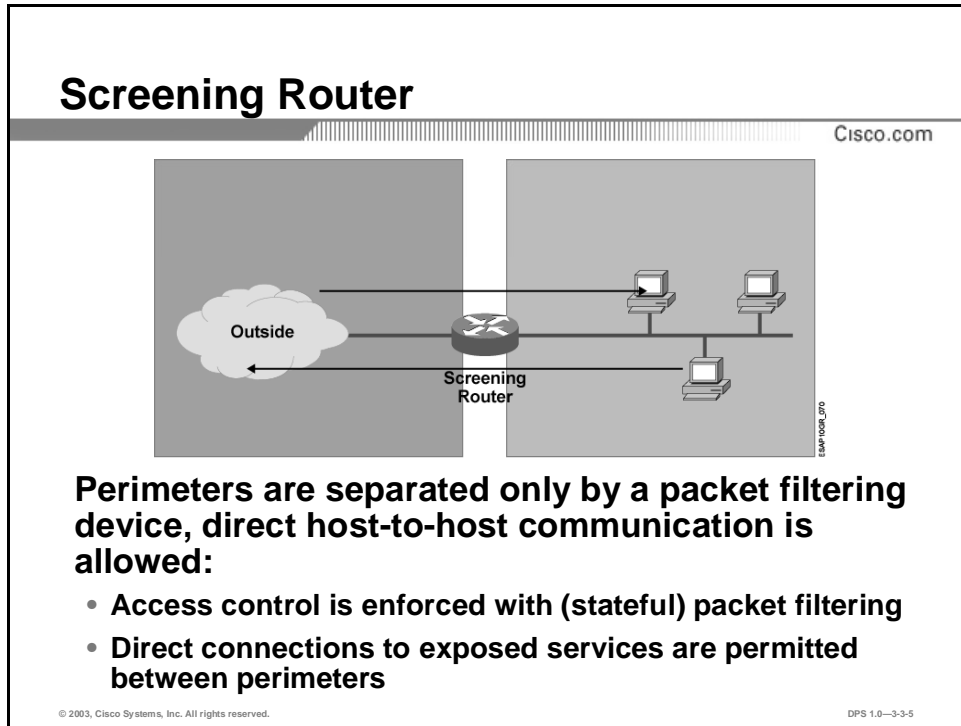 Screening Router
Cisco.com
Outside
Screening
Router
ESAP10GR_070
Perimeters are separated only by a packet filtering
device, direct host-to-host communication is
allowed:
• Access control is enforced with (stateful) packet filtering
• Direct connections to exposed services are permitted
between perimeters
© 2003, Cisco Systems, Inc. All rights reserved.
DPS 1.0—3-3-5